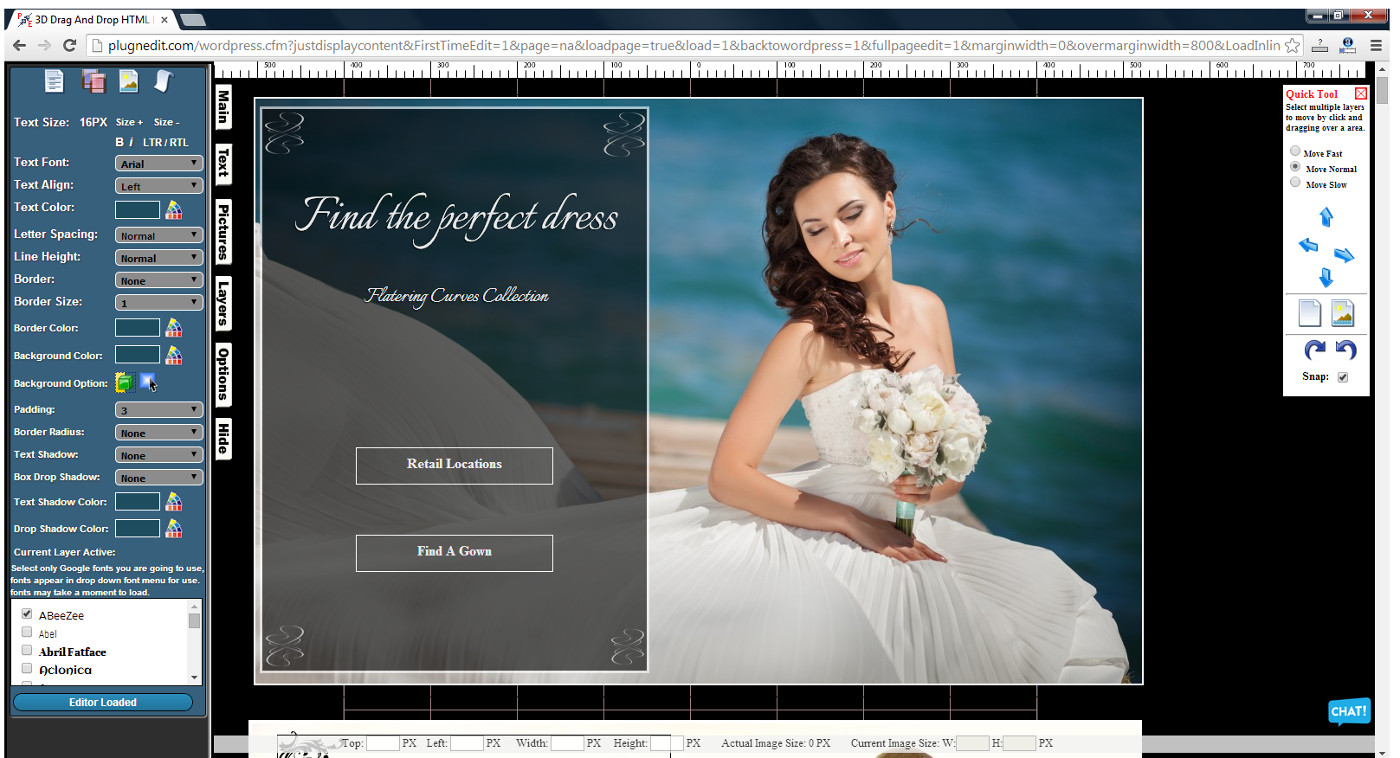 3D Drag And Drop HTML
plugnedit.com/wordpress.cfm?justdisplaycontent&FirstTimeEdit=1&page=na&loadpage=true&load=1&backtowordpress=1&fullpageedit=1&marginwidth=0&overmarginwidth=800&LoadInlin
500 400 300 200 100 0 100 200 300 400 500 600 700
Text Size: 16PX Size + Size -
B i LTR / RTL
Text Font: Arial
Text Align: Left
Text Color:
Letter Spacing: Normal
Line Height: Normal
Border: None
Border Size: 1
Border Color:
Background Color:
Background Option:
Padding: 3
Border Radius: None
Text Shadow: None
Box Drop Shadow: None
Text Shadow Color:
Drop Shadow Color:
Current Layer Active:
Select only Google fonts you are going to use,
fonts appear in drop down font menu for use.
fonts may take a moment to load.
ABeeZee
Abel
Abril Fatface
Aclonica
Editor Loaded
Main
Text
Pictures
Layers
Options
Hide
Find the perfect dress
Flatering Curves Collection
Retail Locations
Find A Gown
Quick Tool
Select multiple layers
to move by click and
dragging over a area.
Move Fast
Move Normal
Move Slow
Snap:
CHAT!
Top: PX Left: PX Width: PX Height: PX Actual Image Size: 0 PX Current Image Size: W: H: PX